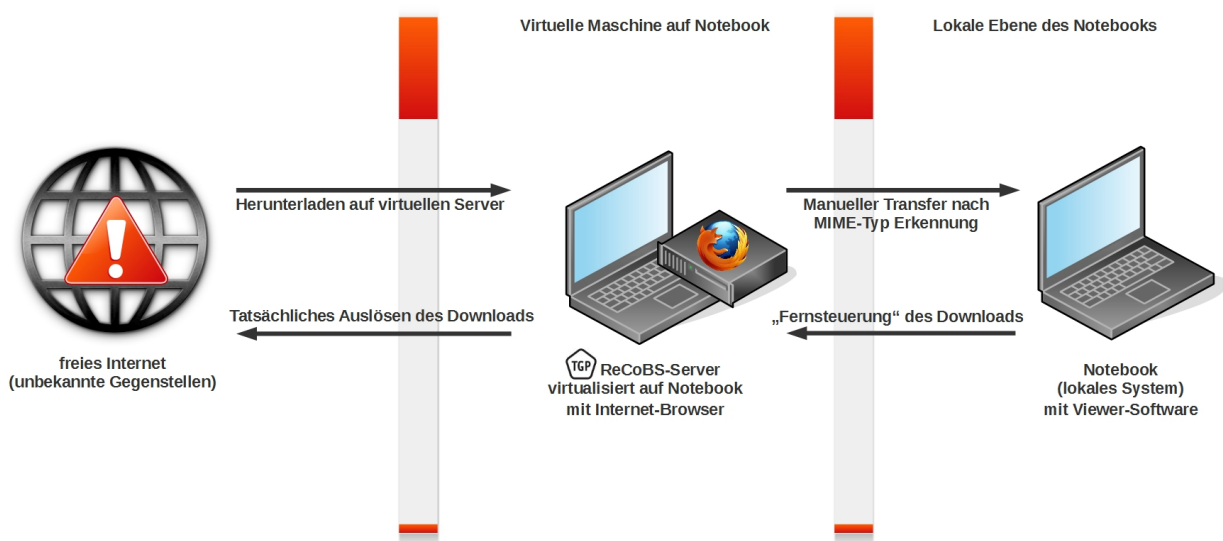 Virtuelle Maschine auf Notebook
Lokale Ebene des Notebooks
Herunterladen auf virtuellen Server
Manueller Transfer nach
MIME-Typ Erkennung
Tatsächliches Auslösen des Downloads
„Fernsteuerung“ des Downloads
freies Internet
(unbekannte Gegenstellen)
TGP ReCoBS-Server
virtualisiert auf Notebook
mit Internet-Browser
Notebook
(lokales System)
mit Viewer-Software